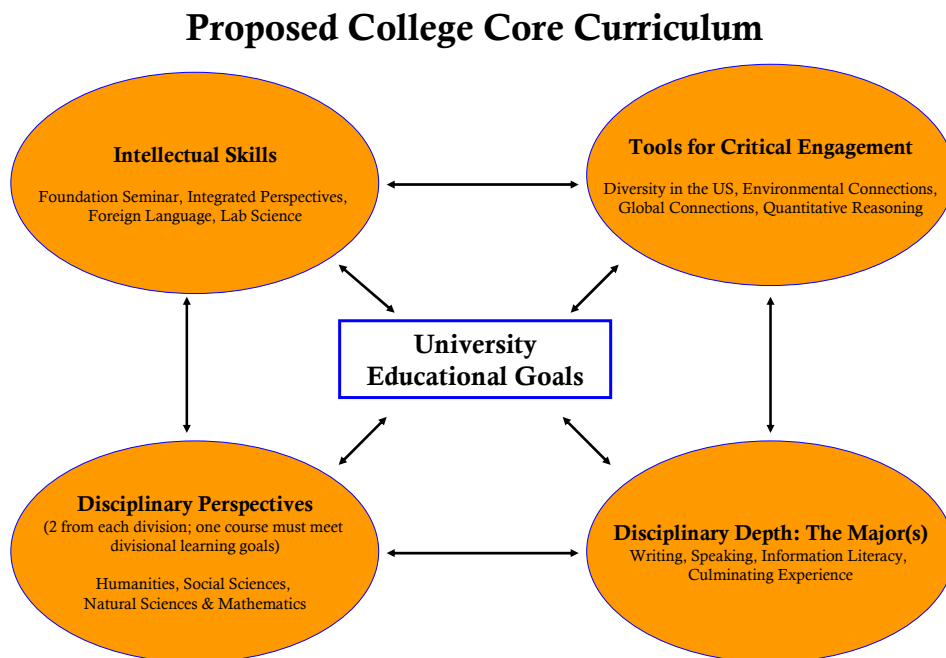 Proposed College Core Curriculum
Intellectual Skills
Foundation Seminar, Integrated Perspectives,
Foreign Language, Lab Science
Tools for Critical Engagement
Diversity in the US, Environmental Connections,
Global Connections, Quantitative Reasoning
University
Educational Goals
Disciplinary Perspectives
(2 from each division; one course must meet
divisional learning goals)
Humanities, Social Sciences,
Natural Sciences & Mathematics
Disciplinary Depth: The Major(s)
Writing, Speaking, Information Literacy,
Culminating Experience